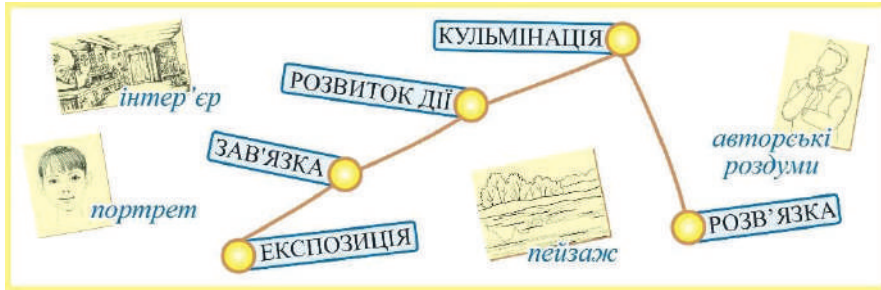 КУЛЬМІНАЦІЯ
РОЗВИТОК ДІЇ
інтер’єр
авторські
роздуми
ЗАВ'ЯЗКА
портрет
ЕКСПОЗИЦІЯ
пейзаж
РОЗВ’ЯЗКА